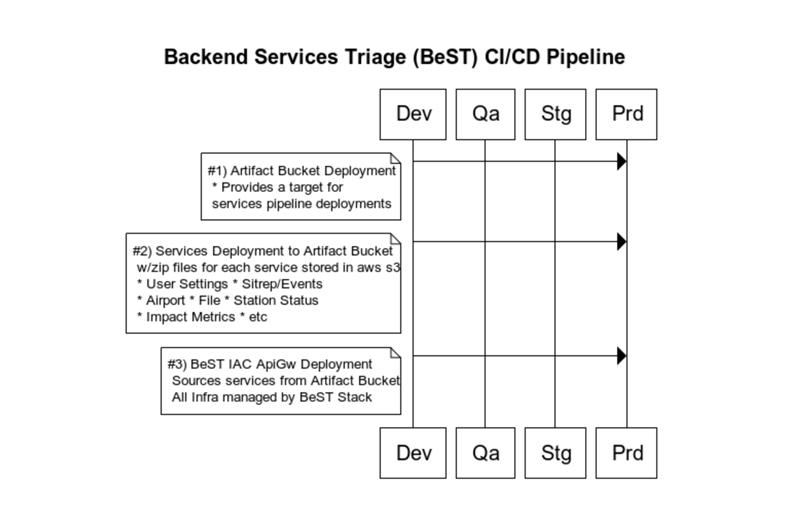 Backend Services Triage (BeST) CI/CD Pipeline
Dev Qa Stg Prd
#1) Artifact Bucket Deployment
* Provides a target for
services pipeline deployments
#2) Services Deployment to Artifact Bucket
w/zip files for each service stored in aws s3
* User Settings * Sitrep/Events
* Airport * File * Station Status
* Impact Metrics * etc
#3) BeST IAC ApiGw Deployment
Sources services from Artifact Bucket
All Infra managed by BeST Stack
Dev Qa Stg Prd